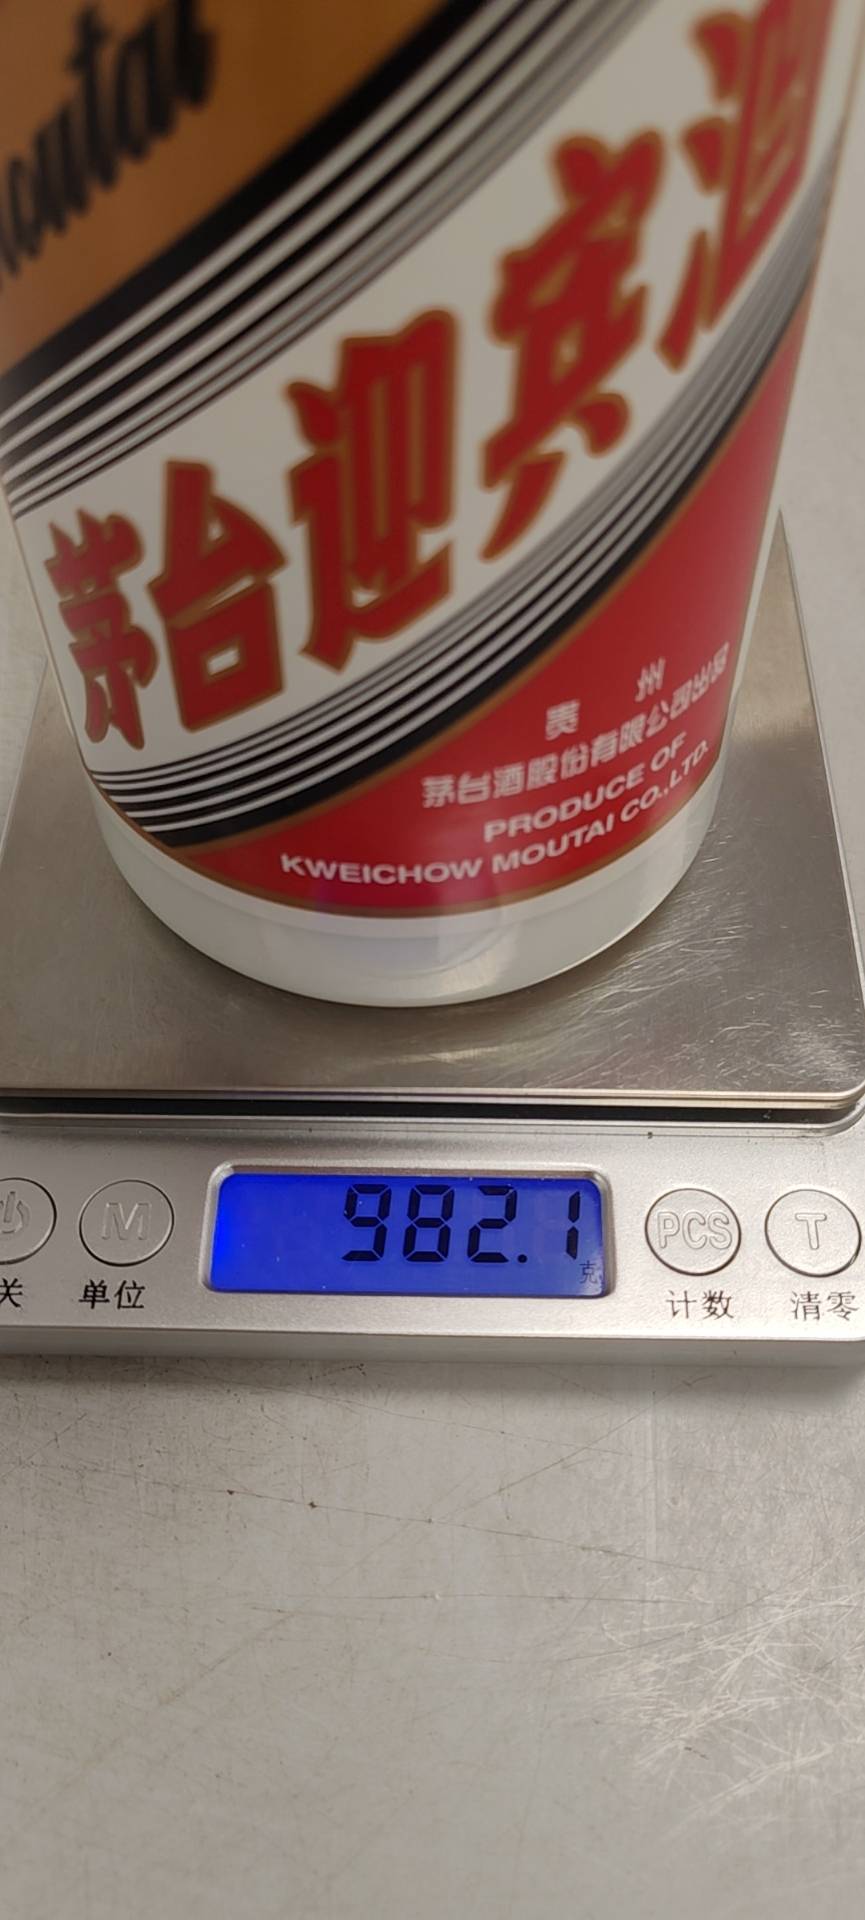 茅台迎宾酒
贵 州
茅台酒股份有限公司出品
PRODUCE OF
KWEICHOW MOUTAI CO.,LTD.
982.1
克
M
PCS
T
关
单位
计数
清零